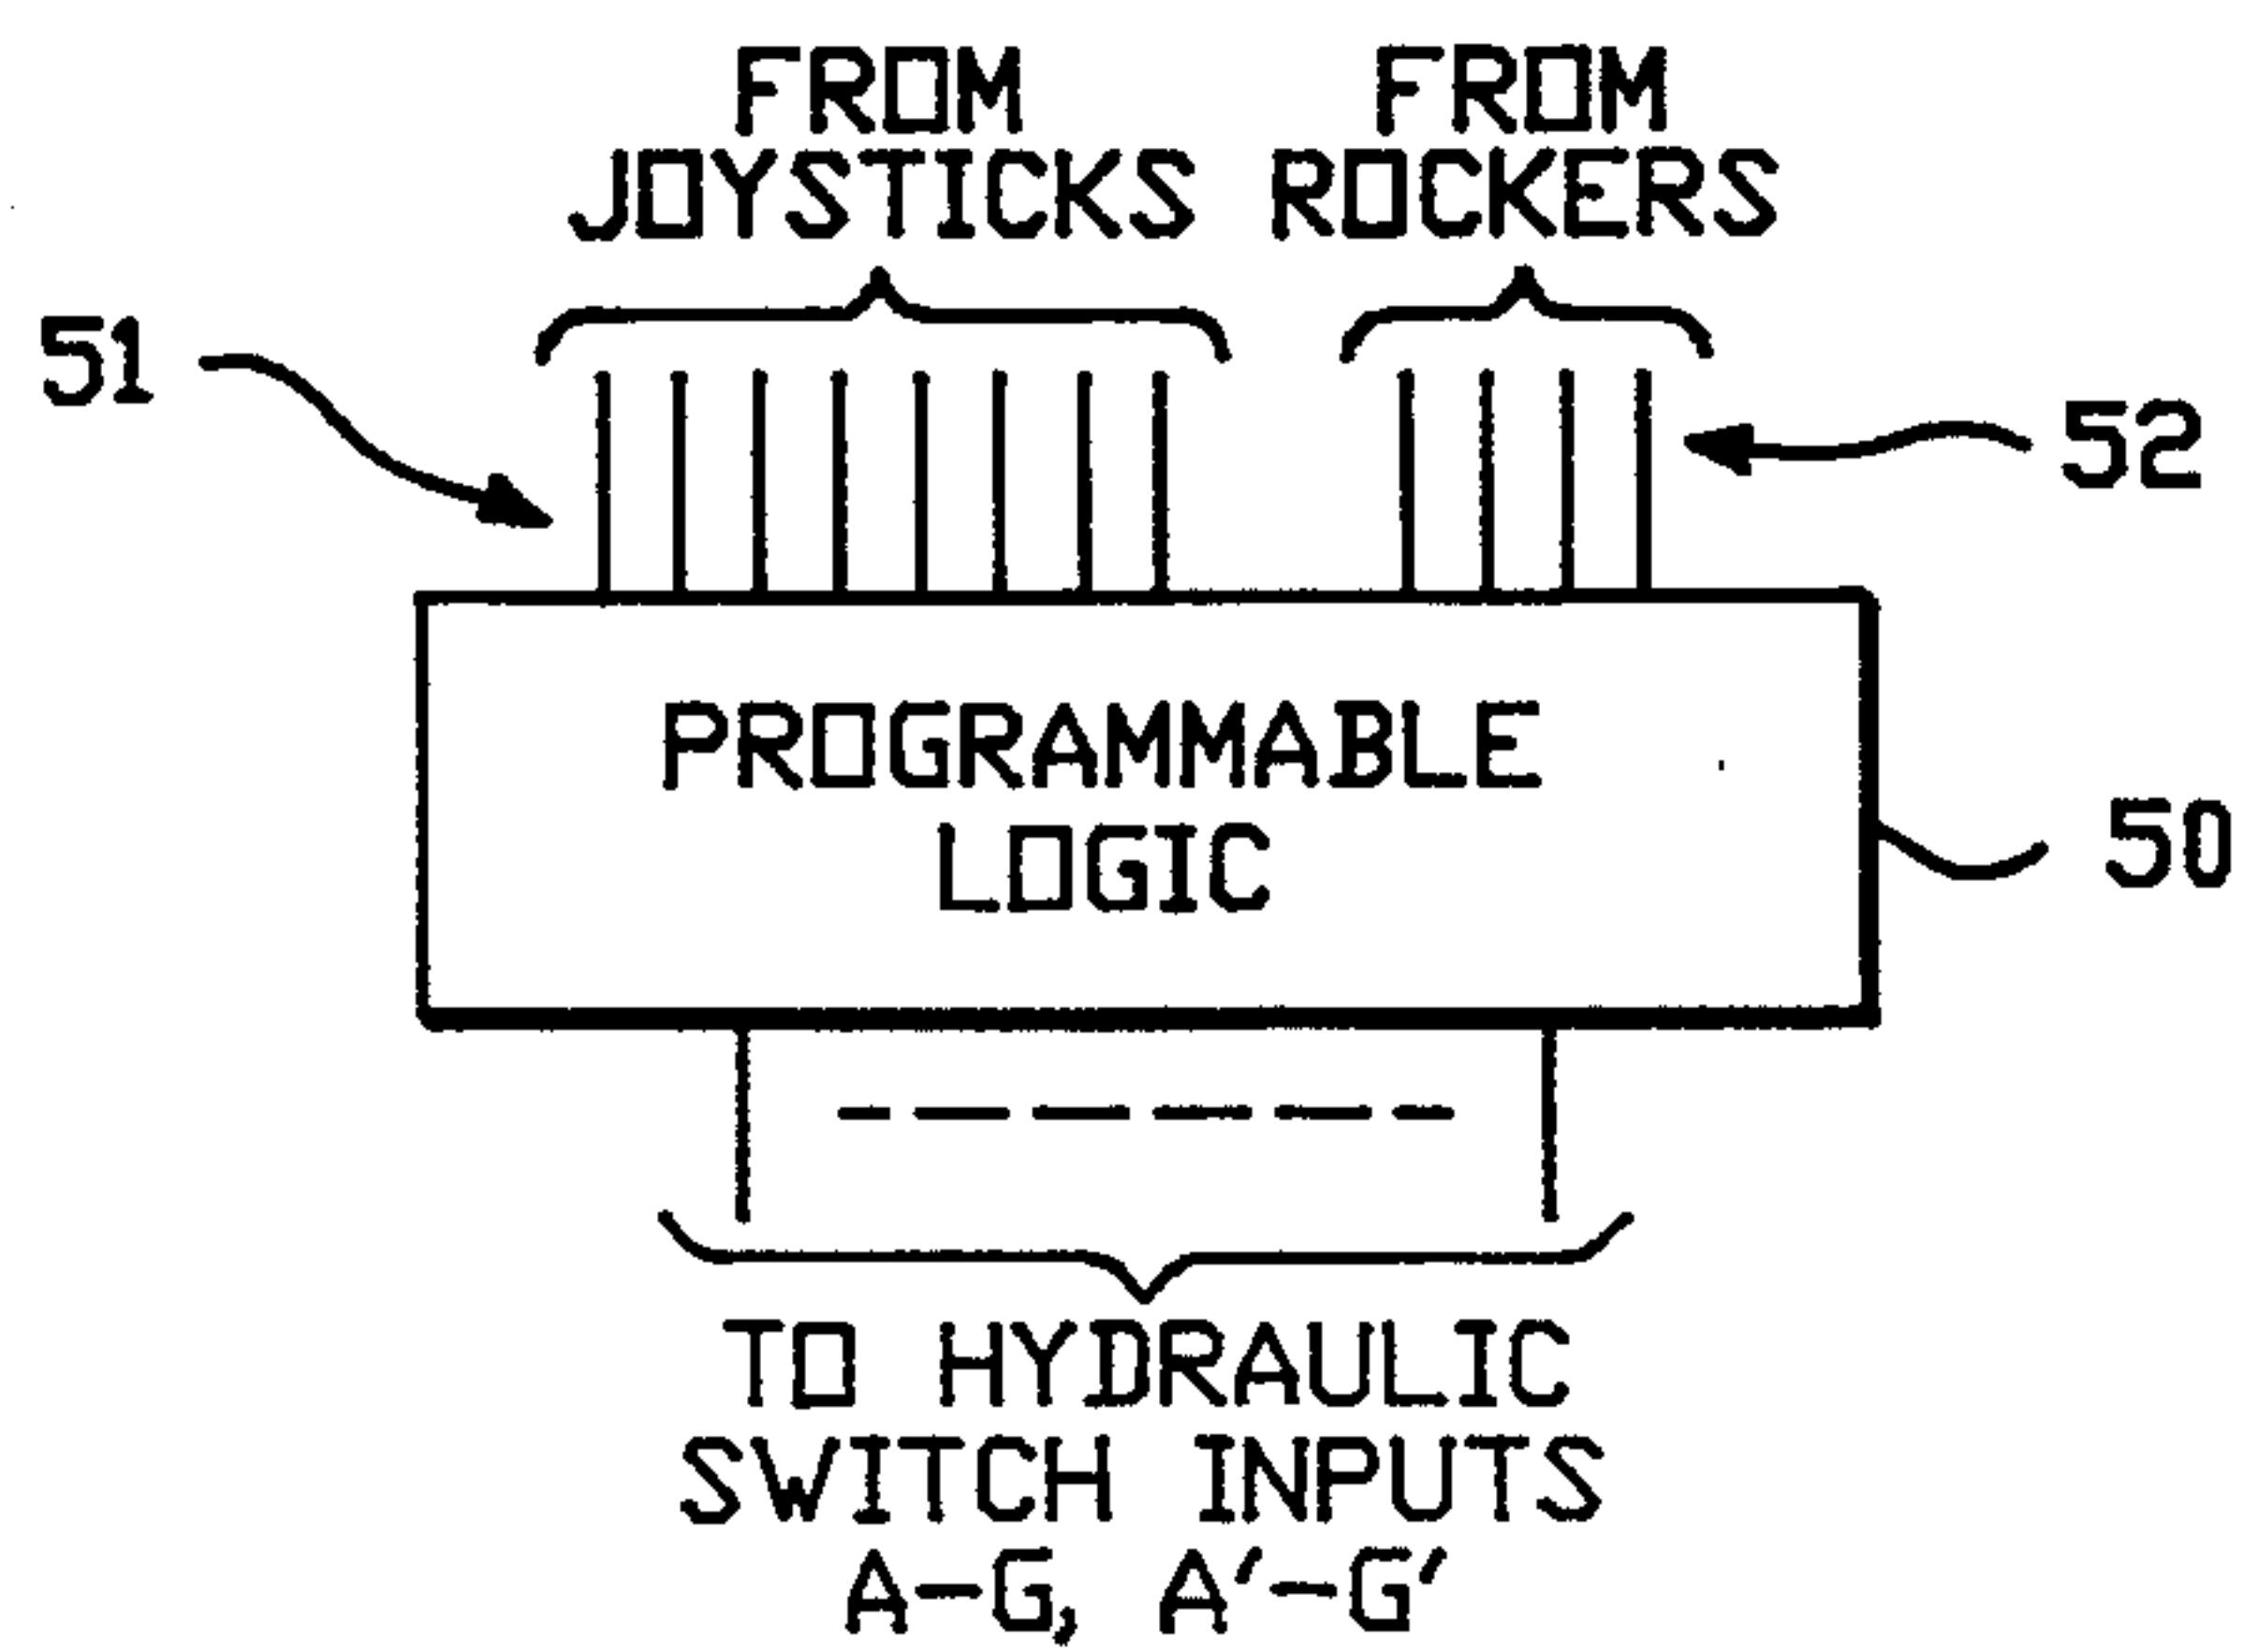 FROM
JOYSTICKS
FROM
ROCKERS
51
52
PROGRAMMABLE
LOGIC
50
TO HYDRAULIC
SWITCH INPUTS
A-G, A'-G'